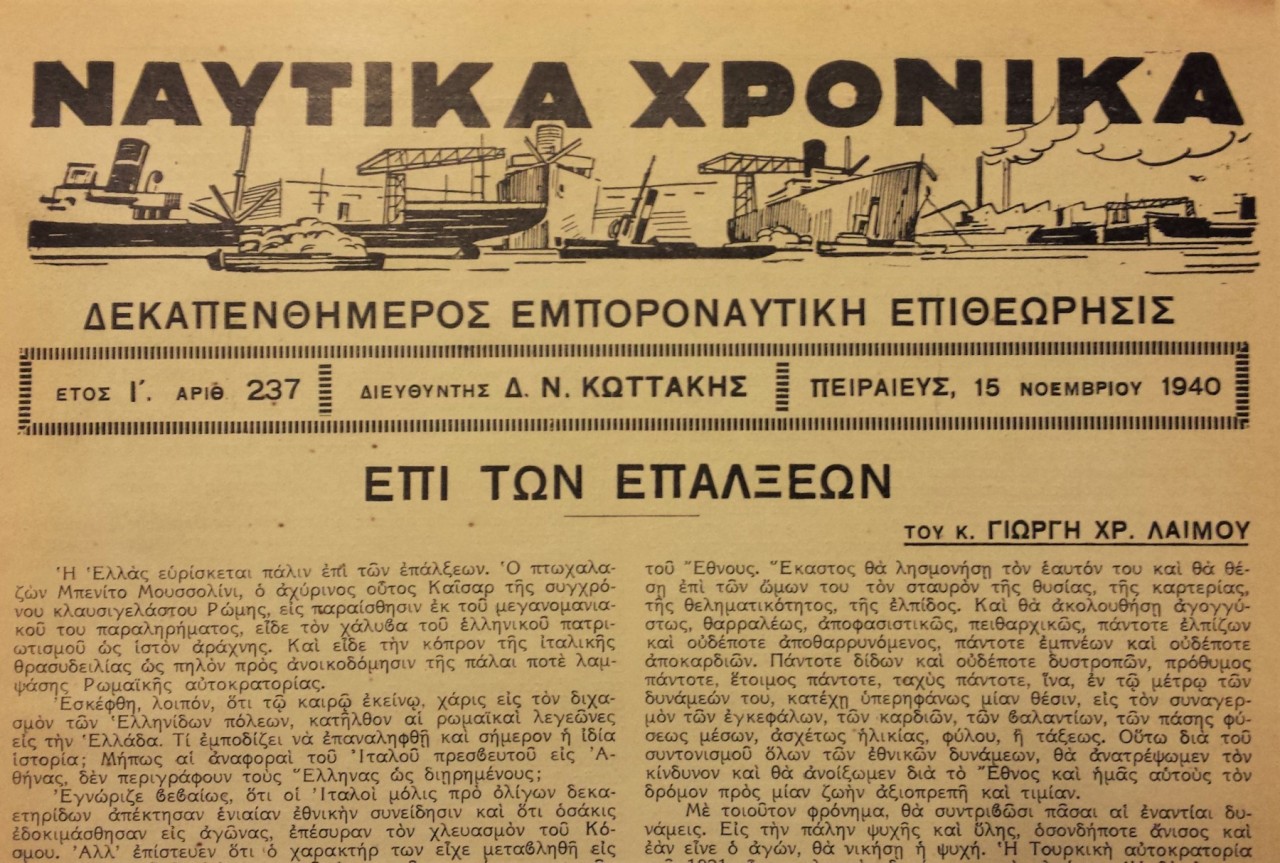 ΝΑΥΤΙΚΑ ΧΡΟΝΙΚΑ
ΔΕΚΑΠΕΝΘΗΜΕΡΟΣ ΕΜΠΟΡΟΝΑΥΤΙΚΗ ΕΠΙΘΕΩΡΗΣΙΣ
ΕΤΟΣ Ι΄. ΑΡΙΘ. 237
ΔΙΕΥΘΥΝΤΗΣ Δ. Ν. ΚΩΤΤΑΚΗΣ
ΠΕΙΡΑΙΕΥΣ, 15 ΝΟΕΜΒΡΙΟΥ 1940
ΕΠΙ ΤΩΝ ΕΠΑΛΞΕΩΝ
ΤΟΥ Κ. ΓΙΩΡΓΗ ΧΡ. ΛΑΙΜΟΥ
Ἡ Ἑλλὰς εὑρίσκεται πάλιν ἐπὶ τῶν ἐπάλξεων. Ὁ πτωχαλα-
ζὼν Μπενίτο Μουσσολίνι, ὁ ἀχύρινος οὗτος Καῖσαρ τῆς συγχρό-
νου κλαυσιγελάστου Ρώμης, εἰς παραίσθησιν ἐκ τοῦ μεγανομανια-
κοῦ του παραληρήματος, εἶδε τὸν χάλυβα τοῦ ἑλληνικοῦ πατρι-
ωτισμοῦ ὡς ἱστὸν ἀράχνης. Καὶ εἶδε τὴν κόπρον τῆς ἰταλικῆς
θρασυδειλίας ὡς πηλὸν πρὸς ἀνοικοδόμησιν τῆς πάλαι ποτὲ λαμ-
ψάσης Ρωμαϊκῆς αὐτοκρατορίας.
Ἐσκέφθη, λοιπόν, ὅτι τῷ καιρῷ ἐκείνῳ, χάρις εἰς τὸν διχα-
σμὸν τῶν Ἑλληνίδων πόλεων, κατῆλθον αἱ ρωμαϊκαὶ λεγεῶνες
εἰς τὴν Ἑλλάδα. Τί ἐμποδίζει νὰ ἐπαναληφθῇ καὶ σήμερον ἡ ἰδία
ἱστορία; Μήπως αἱ ἀναφοραὶ τοῦ Ἰταλοῦ πρεσβευτοῦ εἰς Ἀ-
θήνας, δὲν περιγράφουν τοὺς Ἕλληνας ὡς διῃρημένους;
Ἐγνώριζε βεβαίως, ὅτι οἱ Ἰταλοὶ μόλις πρὸ ὀλίγων δεκα-
ετηρίδων ἀπέκτησαν ἑνιαίαν ἐθνικὴν συνείδησιν καὶ ὅτι ὁσάκις
ἐδοκιμάσθησαν εἰς ἀγῶνας, ἐπέσυραν τὸν χλευασμὸν τοῦ Κό-
σμου. Ἀλλ' ἐπίστευεν ὅτι ὁ χαρακτήρ των εἶχε μεταβληθῆ εἰς
τοῦ Ἔθνους. Ἕκαστος θὰ λησμονήσῃ τὸν ἑαυτόν του καὶ θὰ θέ-
σῃ ἐπὶ τῶν ὤμων του τὸν σταυρὸν τῆς θυσίας, τῆς καρτερίας,
τῆς θεληματικότητος, τῆς ἐλπίδος. Καὶ θὰ ἀκολουθήσῃ ἀγογγύ-
στως, θαρραλέως, ἀποφασιστικῶς, πειθαρχικῶς, πάντοτε ἐλπίζων
καὶ οὐδέποτε ἀποθαρρυνόμενος, πάντοτε ἐμπνέων καὶ οὐδέποτε
ἀποκαρδιῶν. Πάντοτε δίδων καὶ οὐδέποτε δυστροπῶν, πρόθυμος
πάντοτε, ἕτοιμος πάντοτε, ταχὺς πάντοτε, ἵνα, ἐν τῷ μέτρῳ τῶν
δυνάμεών του, κατέχῃ ὑπερηφάνως μίαν θέσιν, εἰς τὸν συναγερ-
μὸν τῶν ἐγκεφάλων, τῶν καρδιῶν, τῶν βαλαντίων, τῶν πάσης φύ-
σεως μέσων, ἀσχέτως ἡλικίας, φύλου, ἢ τάξεως. Οὕτω διὰ τοῦ
συντονισμοῦ ὅλων τῶν ἐθνικῶν δυνάμεων, θὰ ἀνατρέψωμεν τὸν
κίνδυνον καὶ θὰ ἀνοίξωμεν διὰ τὸ Ἔθνος καὶ ἡμᾶς αὐτοὺς τὸν
δρόμον πρὸς μίαν ζωὴν ἀξιοπρεπῆ καὶ τιμίαν.
Μὲ τοιοῦτον φρόνημα, θὰ συντριβῶσι πᾶσαι αἱ ἐναντίαι δυ-
νάμεις. Εἰς τὴν πάλην ψυχῆς καὶ ὕλης, ὁσονδήποτε ἄνισος καὶ
ἐὰν εἶνε ὁ ἀγών, θὰ νικήσῃ ἡ ψυχή. Ἡ Τουρκικὴ αὐτοκρατορία